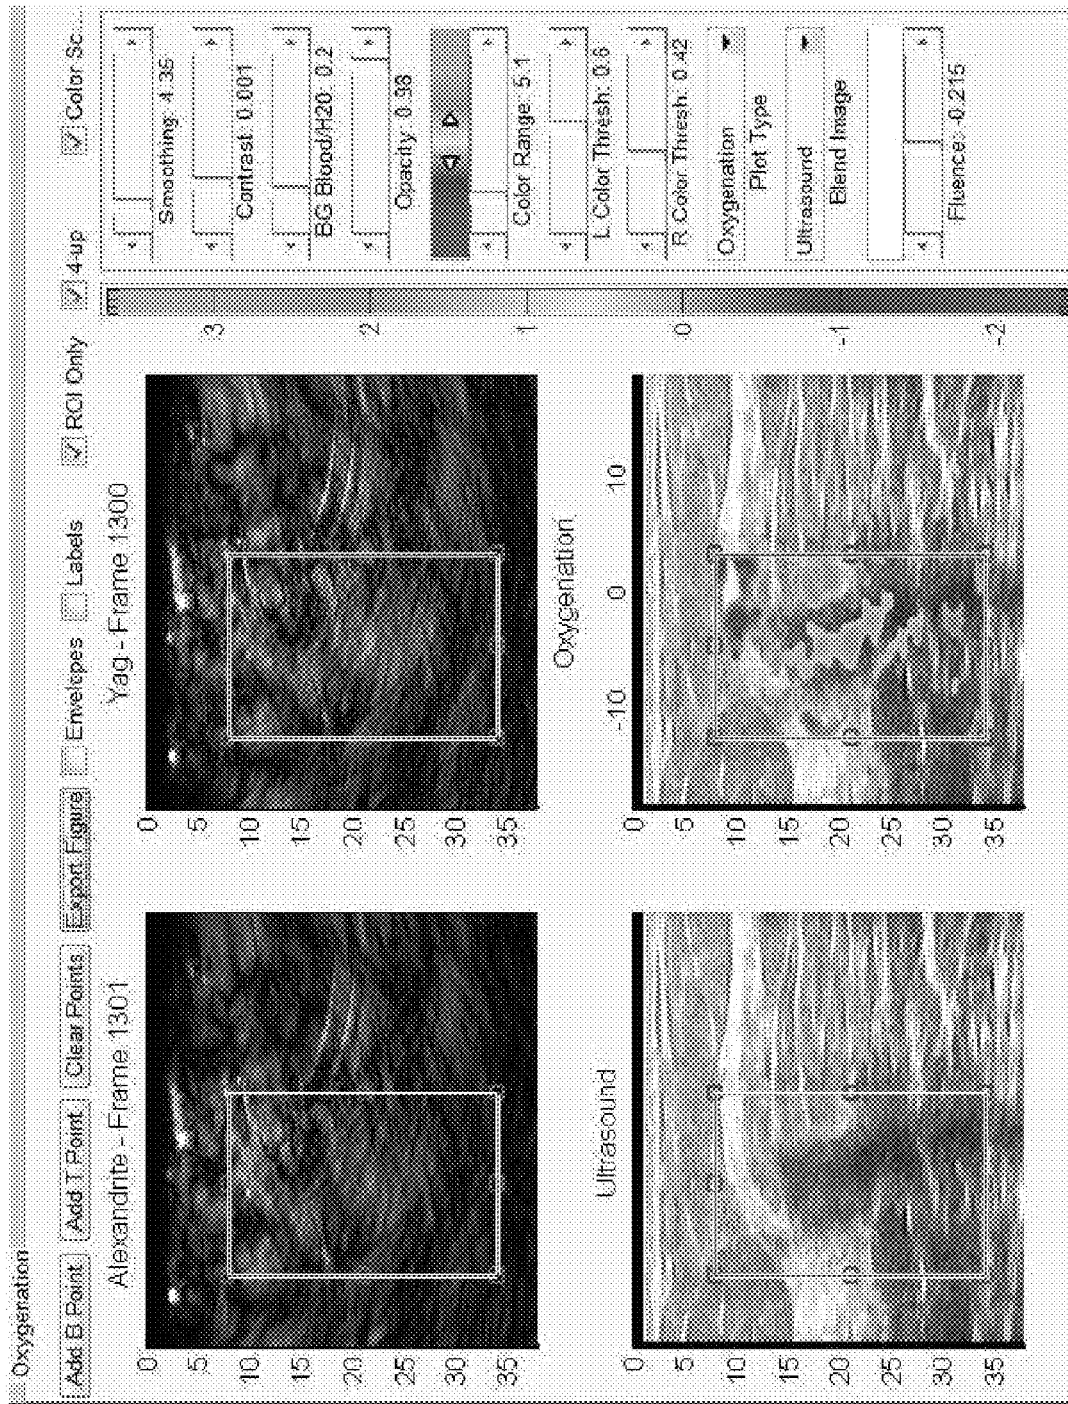 Oxygenation
Add B Point Add T Point Clear Points Export Figure Envelopes Labels ROI Only 4-up Color Sc...
Alexandrite - Frame 1301
0
5
10
15
20
25
30
35
Yag - Frame 1300
0
5
10
15
20
25
30
35
Ultrasound
0
5
10
15
20
25
30
35
Oxygenation
-10 0 10
0
5
10
15
20
25
30
35
3
2
1
0
-1
-2
Smoothing: 4.35
Contrast: 0.001
BG Blood/H20: 0.2
Opacity: 0.98
Color Range: 5.1
L Color Thresh: 0.6
R Color Thresh: 0.42
Oxygenation
Plot Type
Ultrasound
Blend Image
Fluence: -0.215